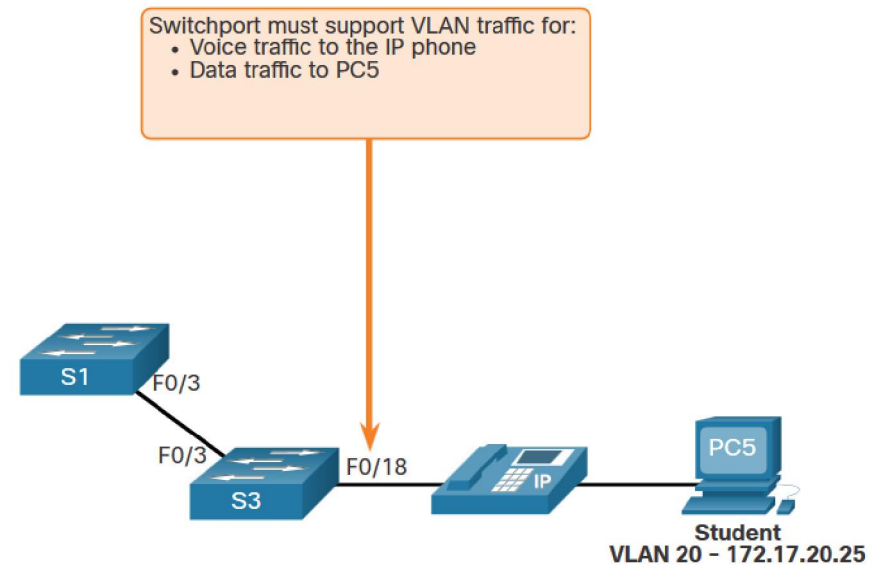 Switchport must support VLAN traffic for:
• Voice traffic to the IP phone
• Data traffic to PC5
S1
F0/3
F0/3
S3
F0/18
IP
PC5
Student
VLAN 20 - 172.17.20.25